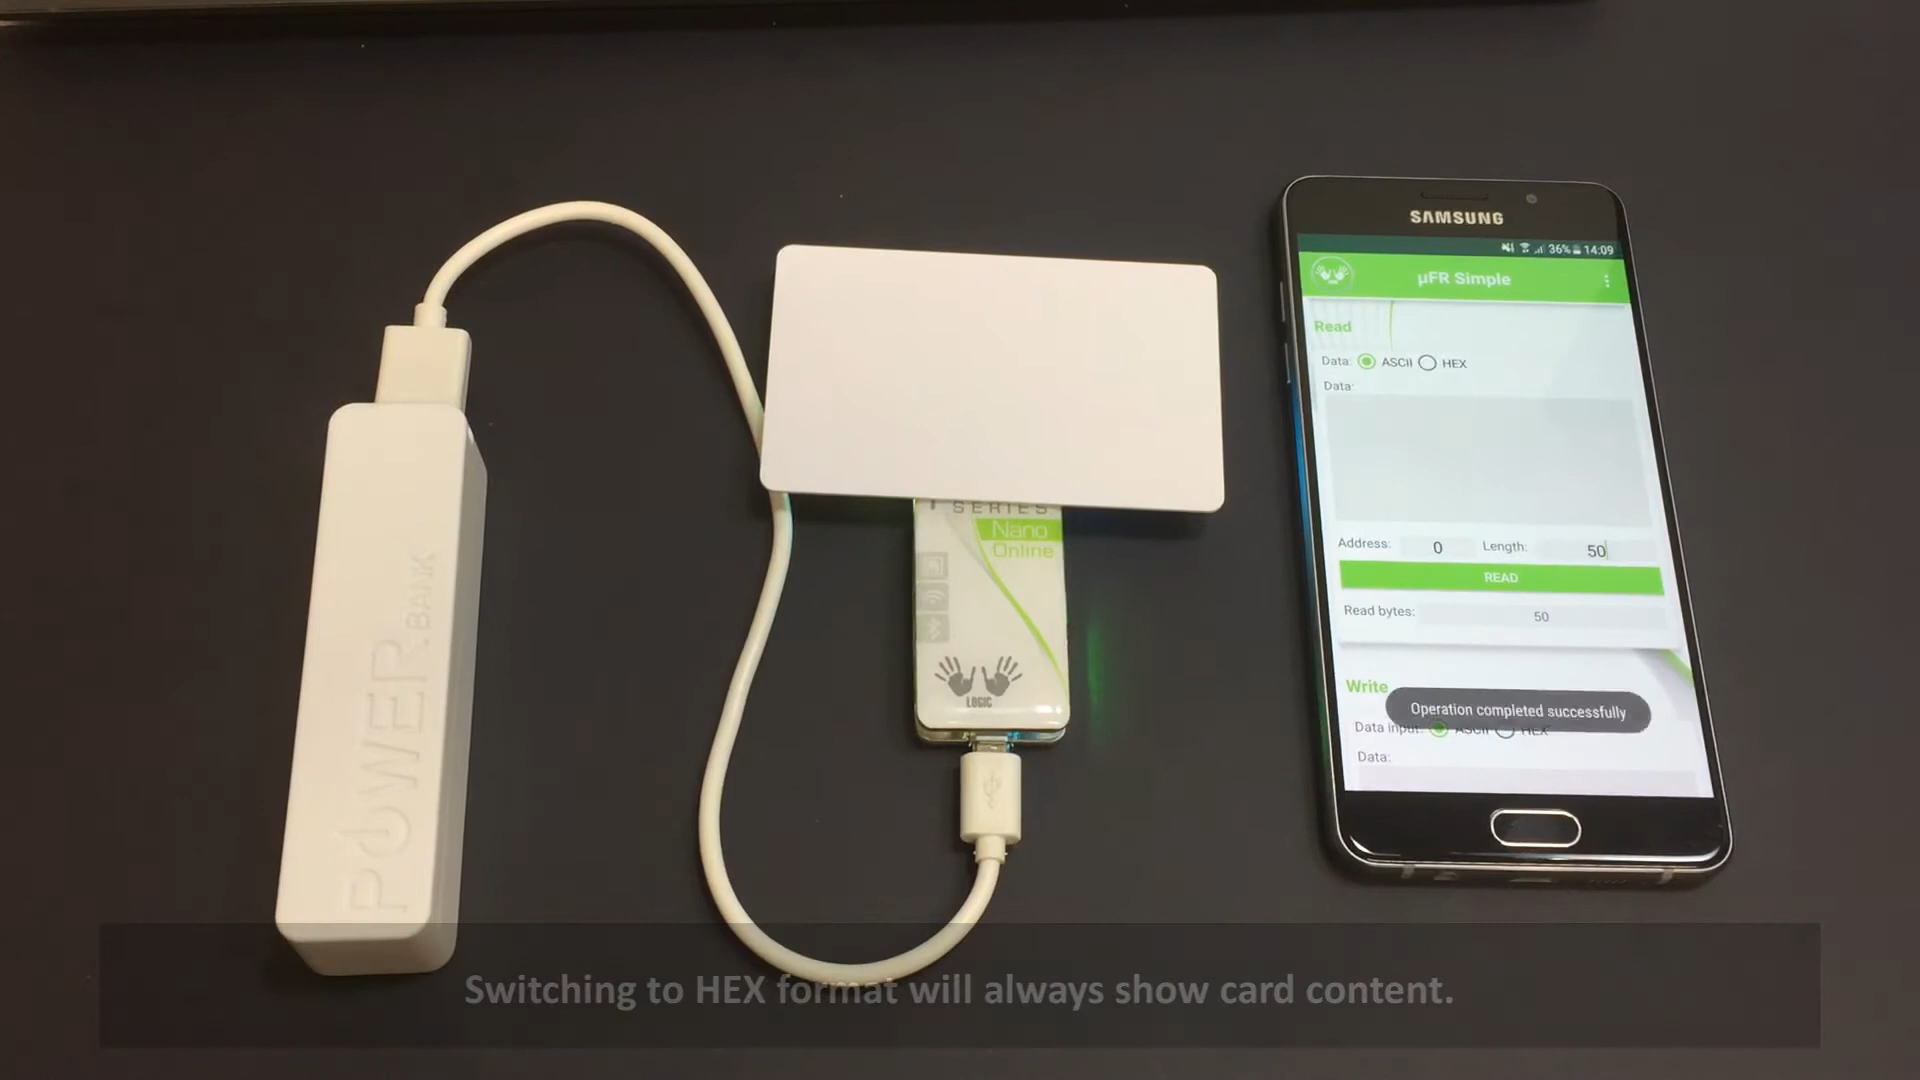 POWER.BANK
SERIES
Nano
Online
LOGIC
SAMSUNG
36% 14:09
µFR Simple
Read
Data: ASCII HEX
Data:
Address: 0 Length: 50
READ
Read bytes: 50
Write
Operation completed successfully
Data input: ASCII HEX
Data:
Switching to HEX format will always show card content.